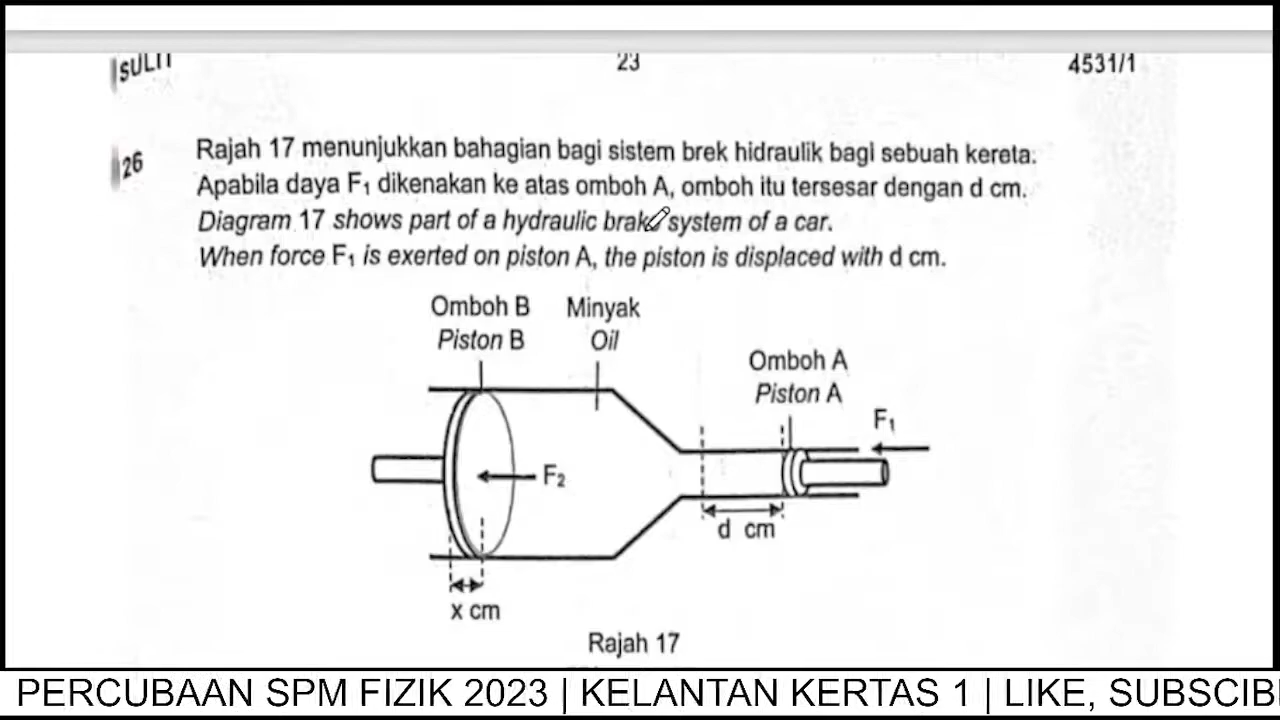 SULIT 23 4531/1
26 Rajah 17 menunjukkan bahagian bagi sistem brek hidraulik bagi sebuah kereta.
Apabila daya F₁ dikenakan ke atas omboh A, omboh itu tersesar dengan d cm.
Diagram 17 shows part of a hydraulic brake system of a car.
When force F₁ is exerted on piston A, the piston is displaced with d cm.
Omboh B Minyak
Piston B Oil
Omboh A
Piston A
F₁
F₂
d cm
x cm
Rajah 17
PERCUBAAN SPM FIZIK 2023 | KELANTAN KERTAS 1 | LIKE, SUBSCIB